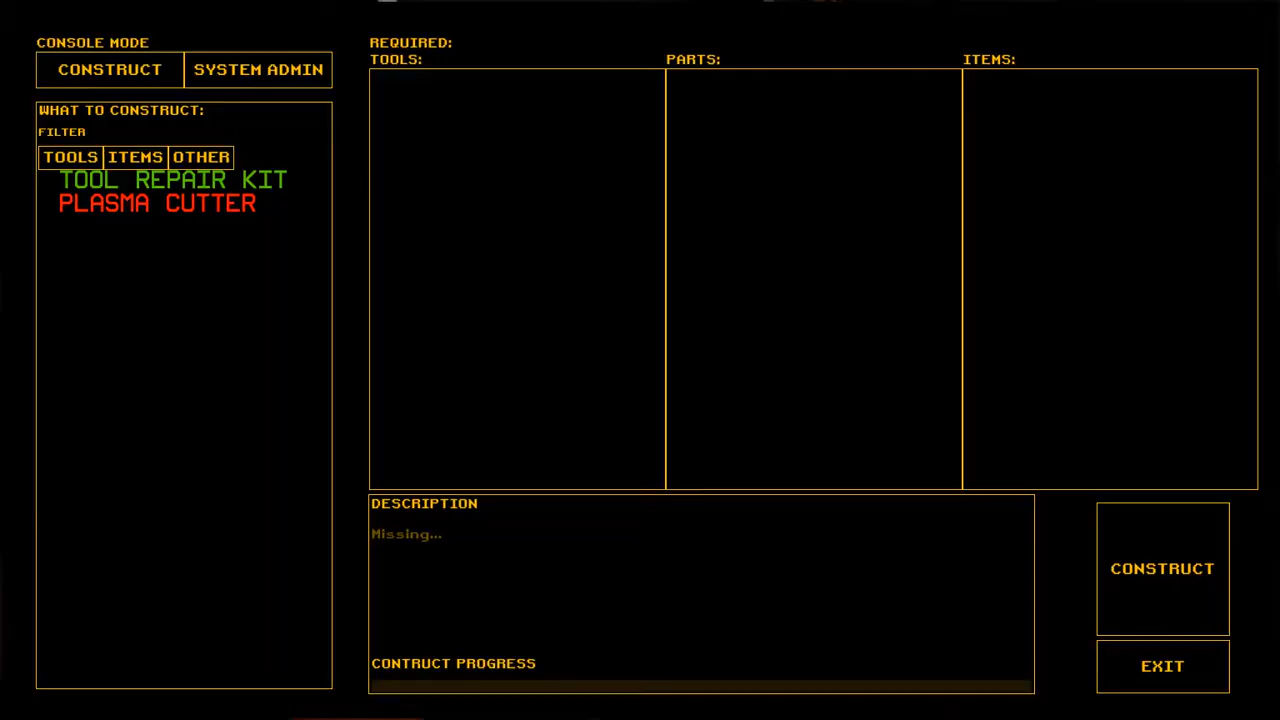 CONSOLE MODE
CONSTRUCT SYSTEM ADMIN
WHAT TO CONSTRUCT:
FILTER
TOOLS ITEMS OTHER
TOOL REPAIR KIT
PLASMA CUTTER
REQUIRED:
TOOLS: PARTS: ITEMS:
DESCRIPTION
Missing...
CONTRUCT PROGRESS
CONSTRUCT
EXIT